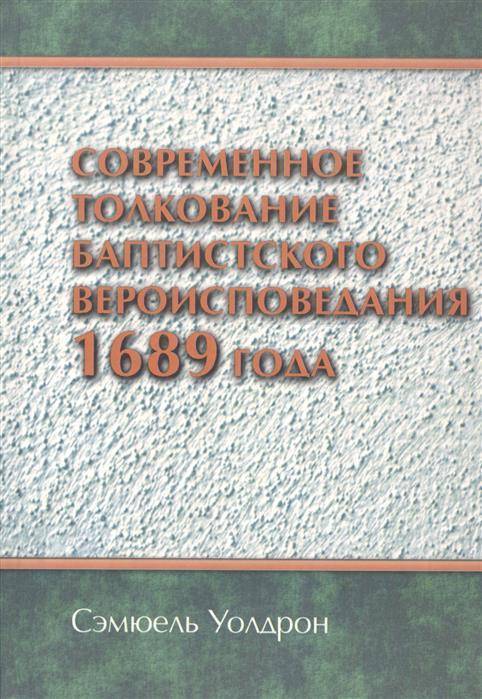 СОВРЕМЕННОЕ
ТОЛКОВАНИЕ
БАПТИСТСКОГО
ВЕРОИСПОВЕДАНИЯ
1689 ГОДА
Сэмюель Уолдрон